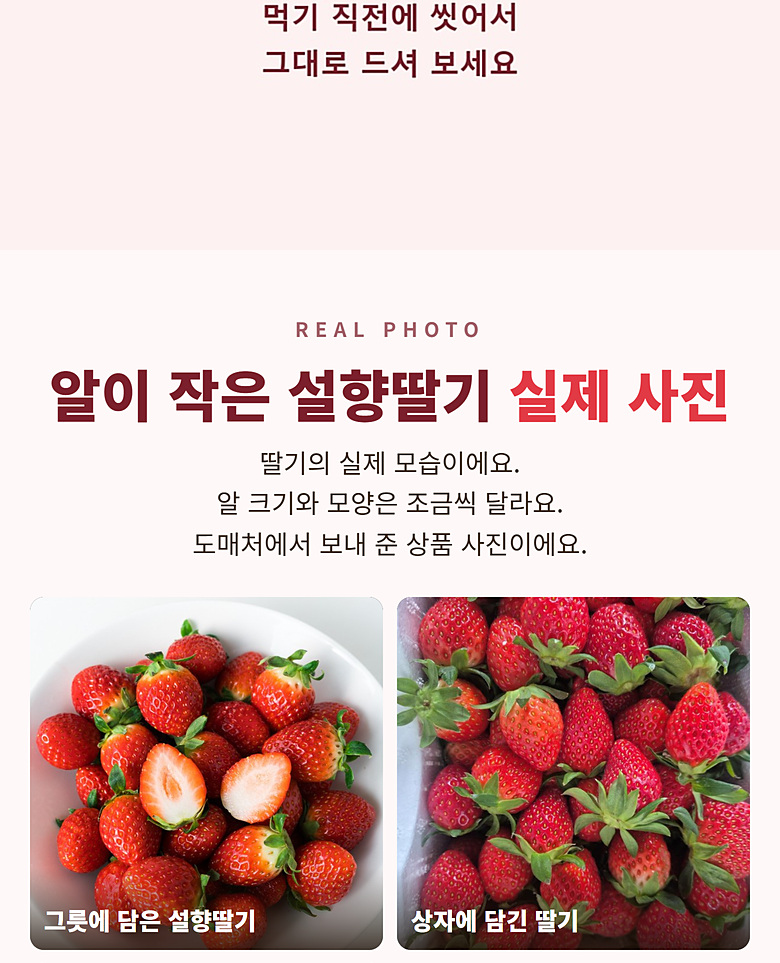 먹기 직전에 씻어서
그대로 드셔 보세요
REAL PHOTO
알이 작은 설향딸기 실제 사진
딸기의 실제 모습이에요.
알 크기와 모양은 조금씩 달라요.
도매처에서 보내 준 상품 사진이에요.
그릇에 담은 설향딸기
상자에 담긴 딸기